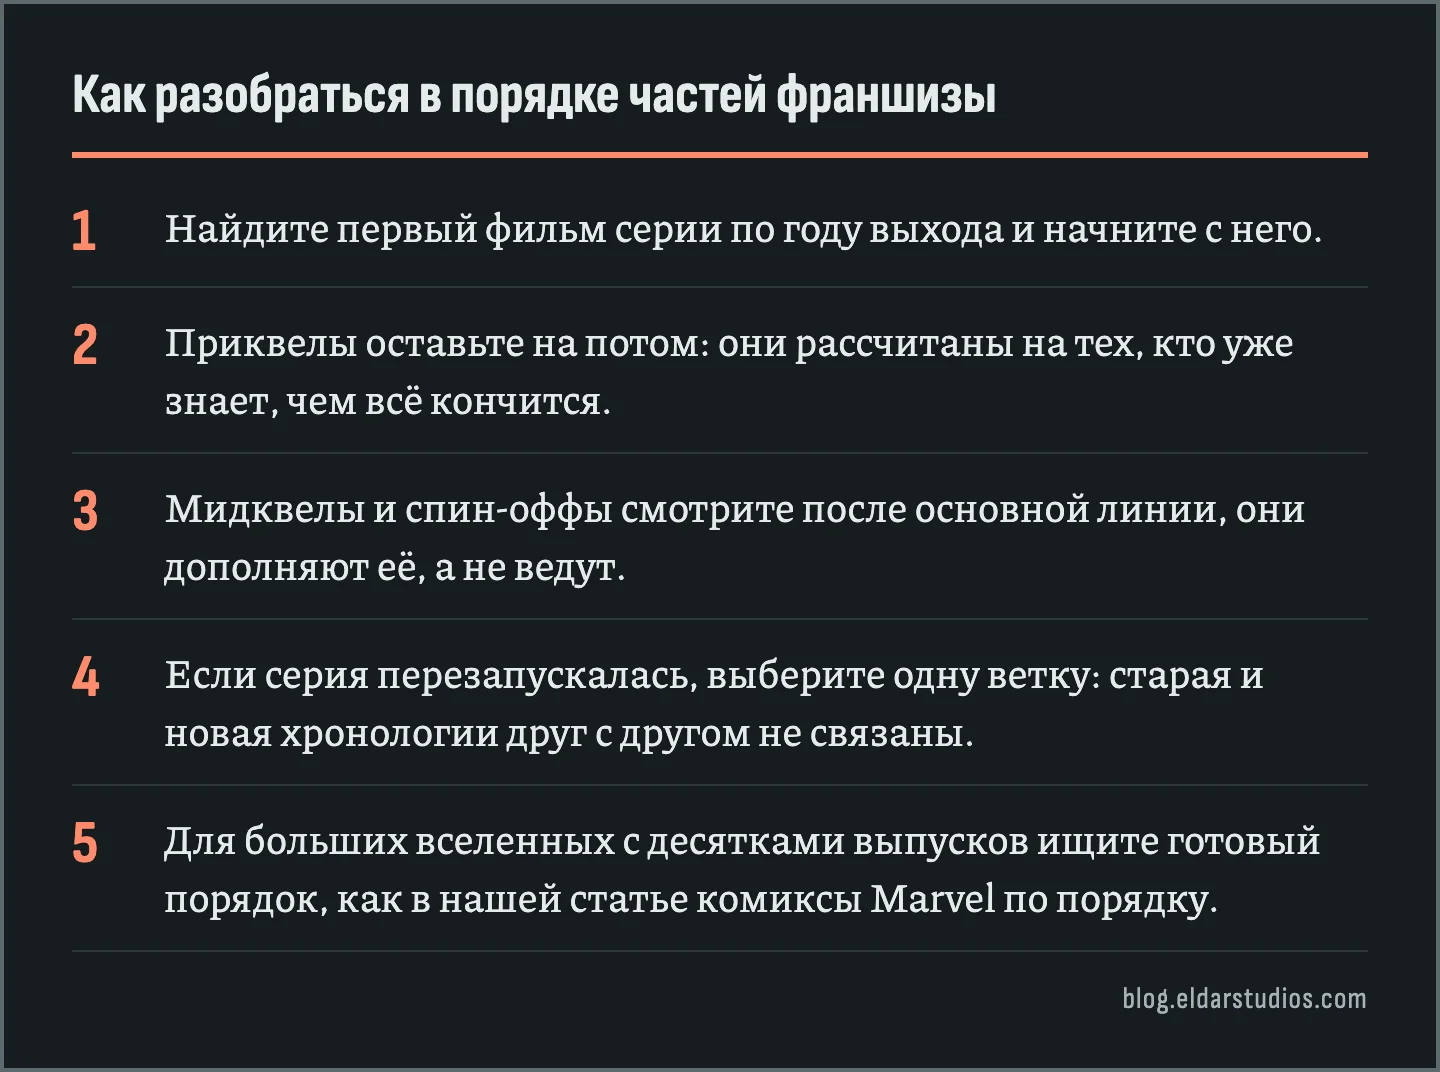 Как разобраться в порядке частей франшизы
1 Найдите первый фильм серии по году выхода и начните с него.
2 Приквелы оставьте на потом: они рассчитаны на тех, кто уже
знает, чем всё кончится.
3 Мидквелы и спин-оффы смотрите после основной линии, они
дополняют её, а не ведут.
4 Если серия перезапускалась, выберите одну ветку: старая и
новая хронологии друг с другом не связаны.
5 Для больших вселенных с десятками выпусков ищите готовый
порядок, как в нашей статье комиксы Marvel по порядку.
blog.eldarstudios.com